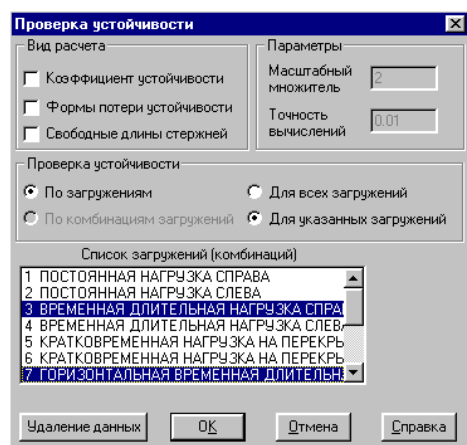 Проверка устойчивости
Вид расчета
Коэффициент устойчивости
Формы потери устойчивости
Свободные длины стержней
Параметры
Масштабный множитель
2
Точность вычислений
0.01
Проверка устойчивости
По загружениям
Для всех загружений
По комбинациям загружений
Для указанных загружений
Список загружений (комбинаций)
1 ПОСТОЯННАЯ НАГРУЗКА СПРАВА
2 ПОСТОЯННАЯ НАГРУЗКА СЛЕВА
3 ВРЕМЕННАЯ ДЛИТЕЛЬНАЯ НАГРУЗКА СПРА
4 ВРЕМЕННАЯ ДЛИТЕЛЬНАЯ НАГРУЗКА СЛЕВ
5 КРАТКОВРЕМЕННАЯ НАГРУЗКА НА ПЕРЕКРЬ
6 КРАТКОВРЕМЕННАЯ НАГРУЗКА НА ПЕРЕКРЬ
7 ГОРИЗОНТАЛЬНАЯ ВРЕМЕННАЯ ДЛИТЕЛЬН
Удаление данных
OK
Отмена
Справка